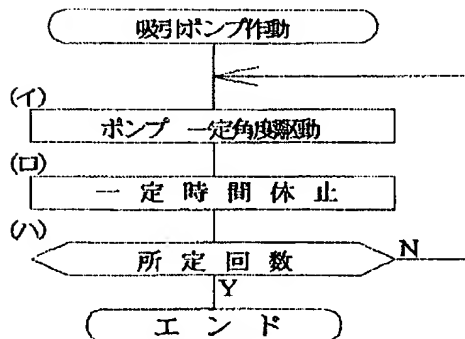 吸引ポンプ作動
(イ)
ポンプ 一定角度駆動
(ロ)
一定時間休止
(ハ)
所定回数 N
Y
エンド